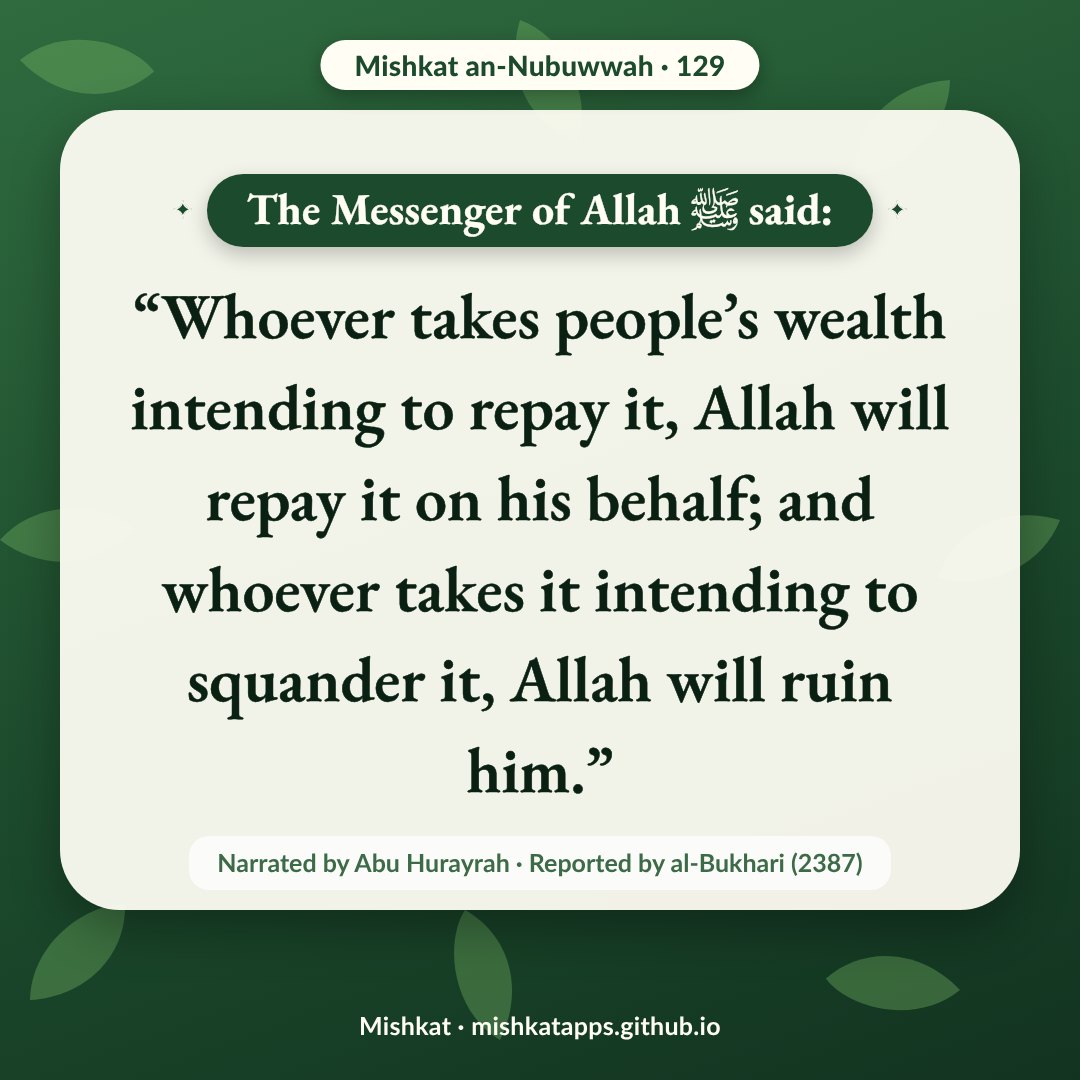 Mishkat an-Nubuwwah · 129
The Messenger of Allah ﷺ said:
“Whoever takes people’s wealth
intending to repay it, Allah will
repay it on his behalf; and
whoever takes it intending to
squander it, Allah will ruin
him.”
Narrated by Abu Hurayrah · Reported by al-Bukhari (2387)
Mishkat · mishkatapps.github.io